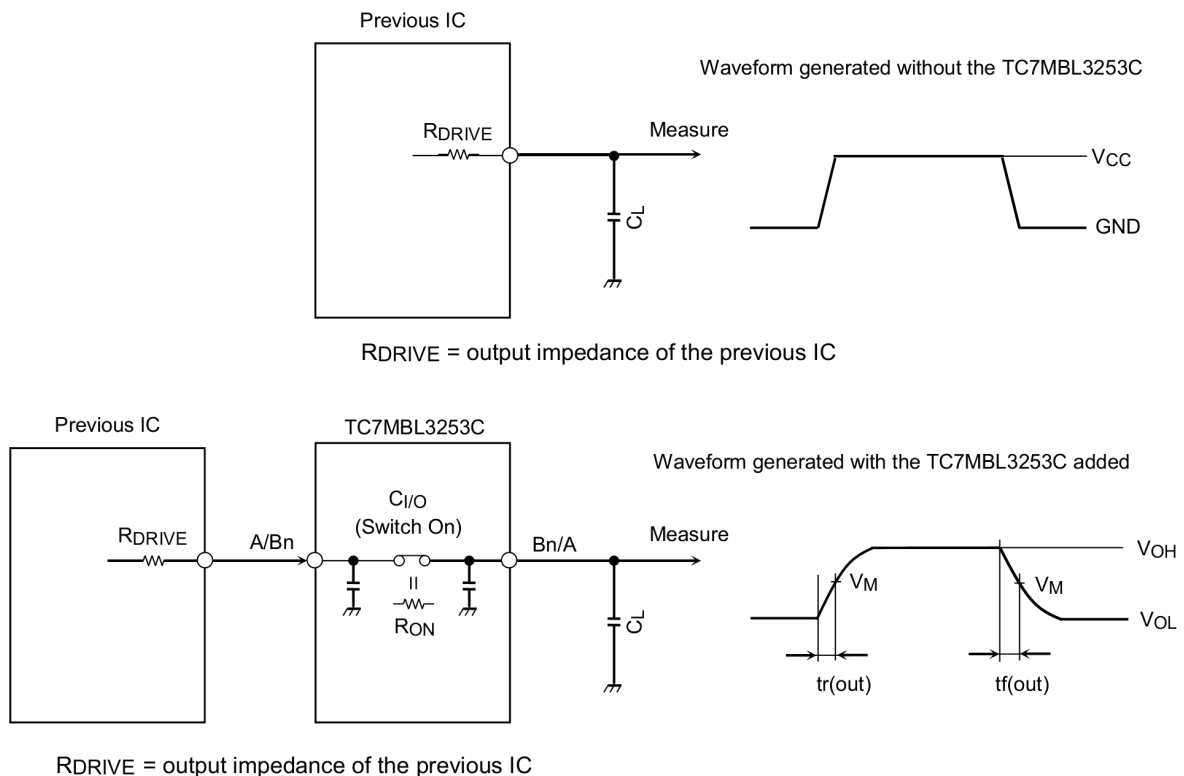 Previous IC
Waveform generated without the TC7MBL3253C
RDRIVE
Measure
VCC
CL
GND
RDRIVE = output impedance of the previous IC
Previous IC
TC7MBL3253C
Waveform generated with the TC7MBL3253C added
CI/O
(Switch On)
RDRIVE
A/Bn
Bn/A
Measure
VOH
VM
VM
=
RON
CL
VOL
tr(out)
tf(out)
RDRIVE = output impedance of the previous IC